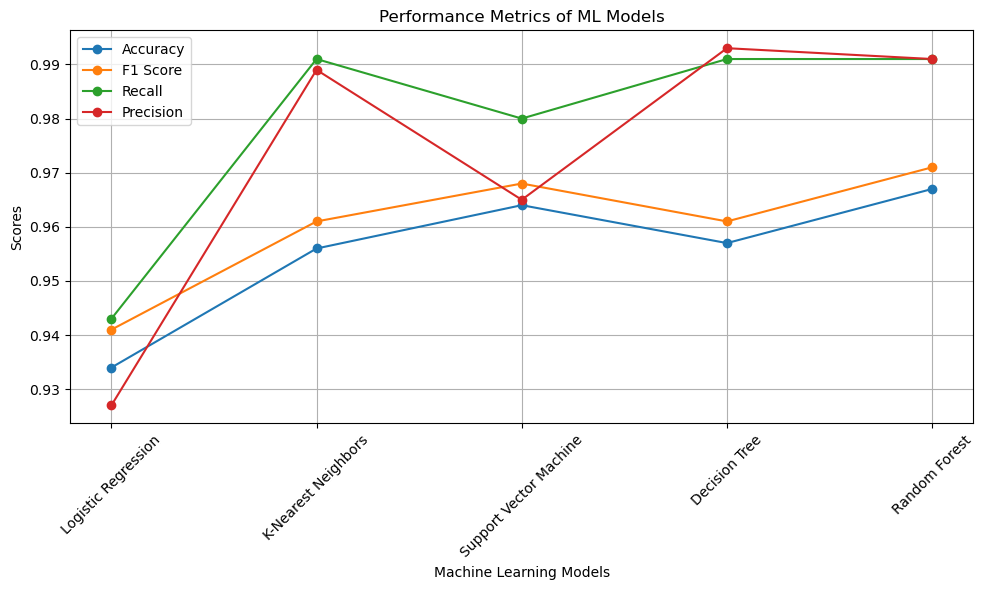 Performance Metrics of ML Models
Accuracy
F1 Score
Recall
Precision
0.99
0.98
0.97
0.96
0.95
0.94
0.93
Scores
Logistic Regression
K-Nearest Neighbors
Support Vector Machine
Decision Tree
Random Forest
Machine Learning Models